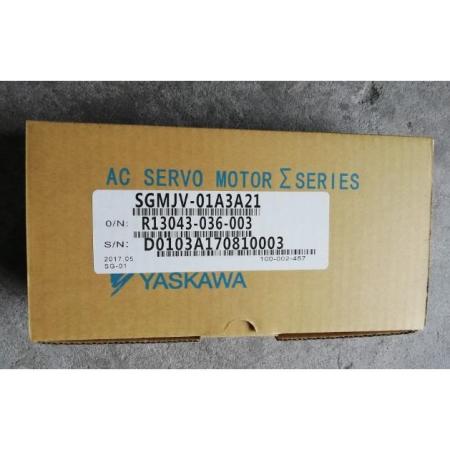 AC SERVO MOTOR Σ SERIES
SGMJV-01A3A21
O/N: R13043-036-003
S/N: D0103A170810003
2017.05 100-002-457
SG-01
YASKAWA